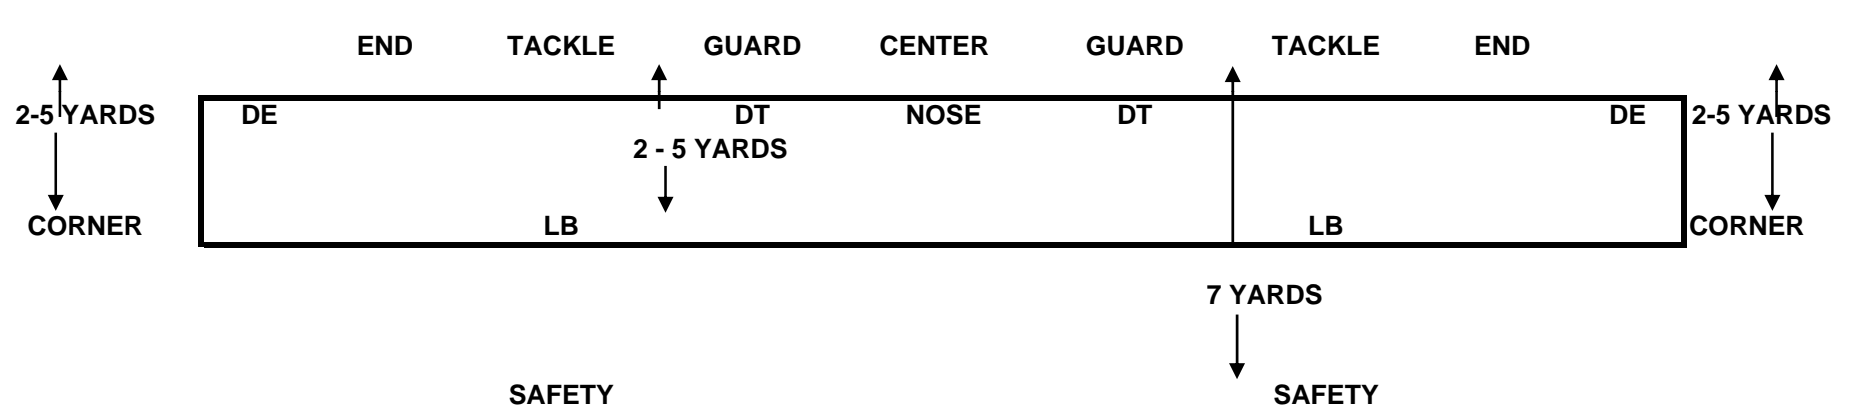 END TACKLE GUARD CENTER GUARD TACKLE END
2-5 YARDS DE DT NOSE DT DE 2-5 YARDS
2 - 5 YARDS
CORNER LB LB CORNER
7 YARDS
SAFETY SAFETY